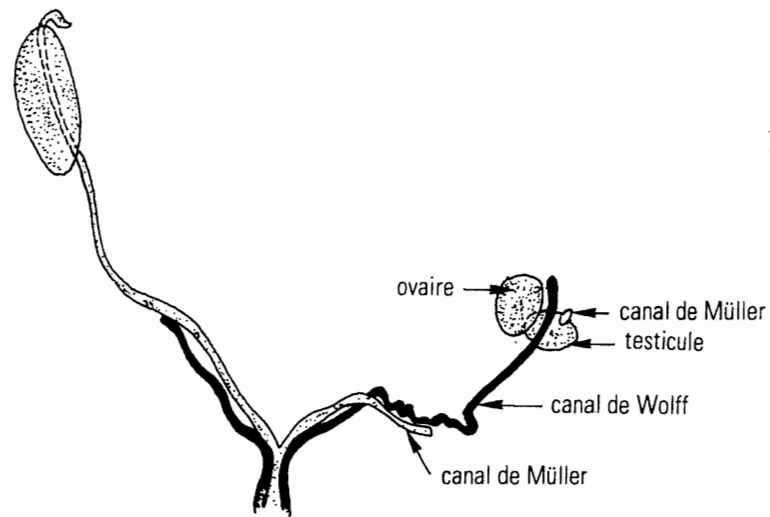 ovaire
canal de Müller
testicule
canal de Wolff
canal de Müller